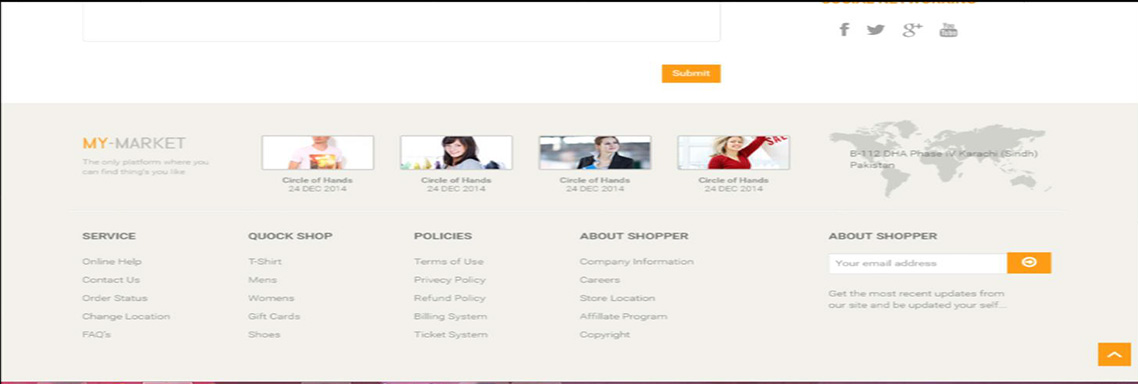 SOCIAL NETWORKING
Submit
MY-MARKET
The only platform where you
can find thing's you like
Circle of Hands
24 DEC 2014
Circle of Hands
24 DEC 2014
Circle of Hands
24 DEC 2014
SALE
Circle of Hands
24 DEC 2014
B-112 DHA Phase IV Karachi (Sindh)
Pakistan
SERVICE
Online Help
Contact Us
Order Status
Change Location
FAQ's
QUOCK SHOP
T-Shirt
Mens
Womens
Gift Cards
Shoes
POLICIES
Terms of Use
Privecy Policy
Refund Policy
Billing System
Ticket System
ABOUT SHOPPER
Company Information
Careers
Store Location
Affillate Program
Copyright
ABOUT SHOPPER
Your email address
Get the most recent updates from
our site and be updated your self...